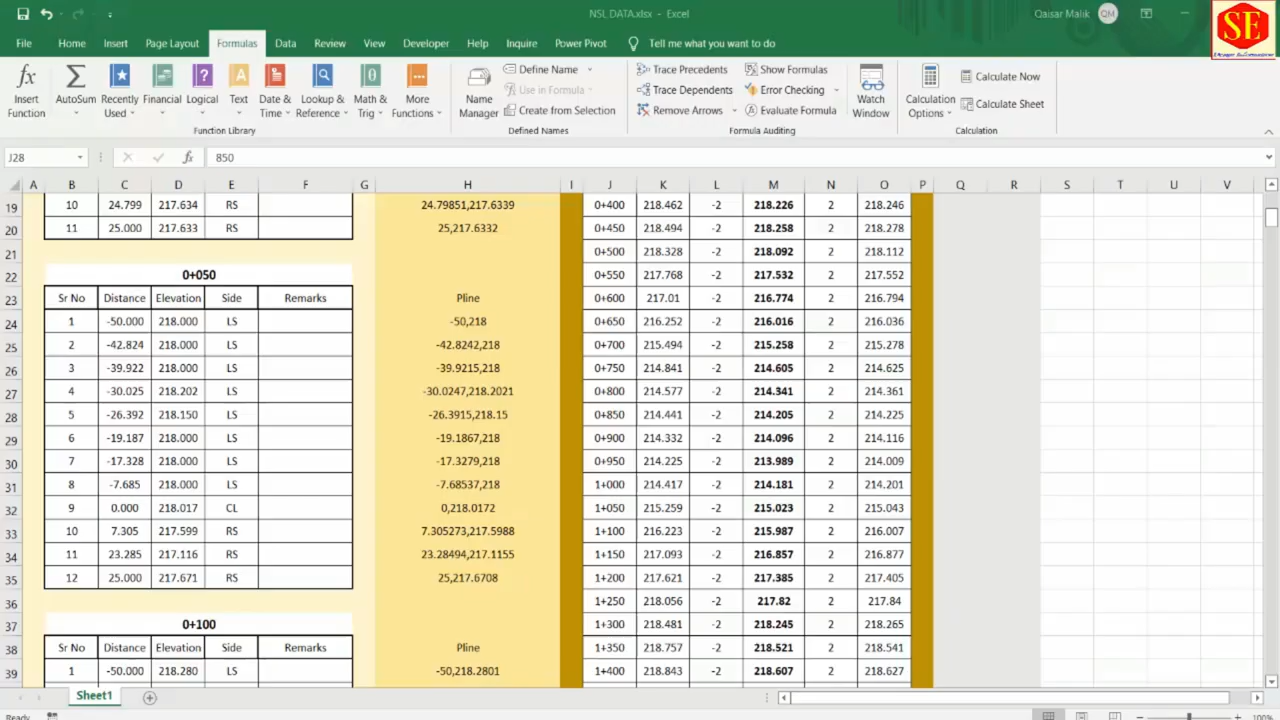 NSL DATA.xlsx - Excel
Qaisar Malik QM
SE
File Home Insert Page Layout Formulas Data Review View Developer Help Inquire Power Pivot Tell me what you want to do
fx Insert Function
Σ AutoSum
Recently Used
Financial
Logical
Text
Date & Time
Lookup & Reference
Math & Trig
More Functions
Function Library
Name Manager
Define Name
Use in Formula
Create from Selection
Defined Names
Trace Precedents
Trace Dependents
Remove Arrows
Show Formulas
Error Checking
Evaluate Formula
Formula Auditing
Watch Window
Calculation Options
Calculate Now
Calculate Sheet
Calculation
J28 fx 850
A B C D E F G H I J K L M N O P Q R S T U V
19 10 24.799 217.634 RS 24.79851,217.6339 0+400 218.462 -2 218.226 2 218.246
20 11 25.000 217.633 RS 25,217.6332 0+450 218.494 -2 218.258 2 218.278
21 0+500 218.328 -2 218.092 2 218.112
22 0+050 0+550 217.768 -2 217.532 2 217.552
23 Sr No Distance Elevation Side Remarks Pline 0+600 217.01 -2 216.774 2 216.794
24 1 -50.000 218.000 LS -50,218 0+650 216.252 -2 216.016 2 216.036
25 2 -42.824 218.000 LS -42.8242,218 0+700 215.494 -2 215.258 2 215.278
26 3 -39.922 218.000 LS -39.9215,218 0+750 214.841 -2 214.605 2 214.625
27 4 -30.025 218.202 LS -30.0247,218.2021 0+800 214.577 -2 214.341 2 214.361
28 5 -26.392 218.150 LS -26.3915,218.15 0+850 214.441 -2 214.205 2 214.225
29 6 -19.187 218.000 LS -19.1867,218 0+900 214.332 -2 214.096 2 214.116
30 7 -17.328 218.000 LS -17.3279,218 0+950 214.225 -2 213.989 2 214.009
31 8 -7.685 218.000 LS -7.68537,218 1+000 214.417 -2 214.181 2 214.201
32 9 0.000 218.017 CL 0,218.0172 1+050 215.259 -2 215.023 2 215.043
33 10 7.305 217.599 RS 7.305273,217.5988 1+100 216.223 -2 215.987 2 216.007
34 11 23.285 217.116 RS 23.28494,217.1155 1+150 217.093 -2 216.857 2 216.877
35 12 25.000 217.671 RS 25,217.6708 1+200 217.621 -2 217.385 2 217.405
36 1+250 218.056 -2 217.82 2 217.84
37 0+100 1+300 218.481 -2 218.245 2 218.265
38 Sr No Distance Elevation Side Remarks Pline 1+350 218.757 -2 218.521 2 218.541
39 1 -50.000 218.280 LS -50,218.2801 1+400 218.843 -2 218.607 2 218.627
Sheet1
Ready 100%